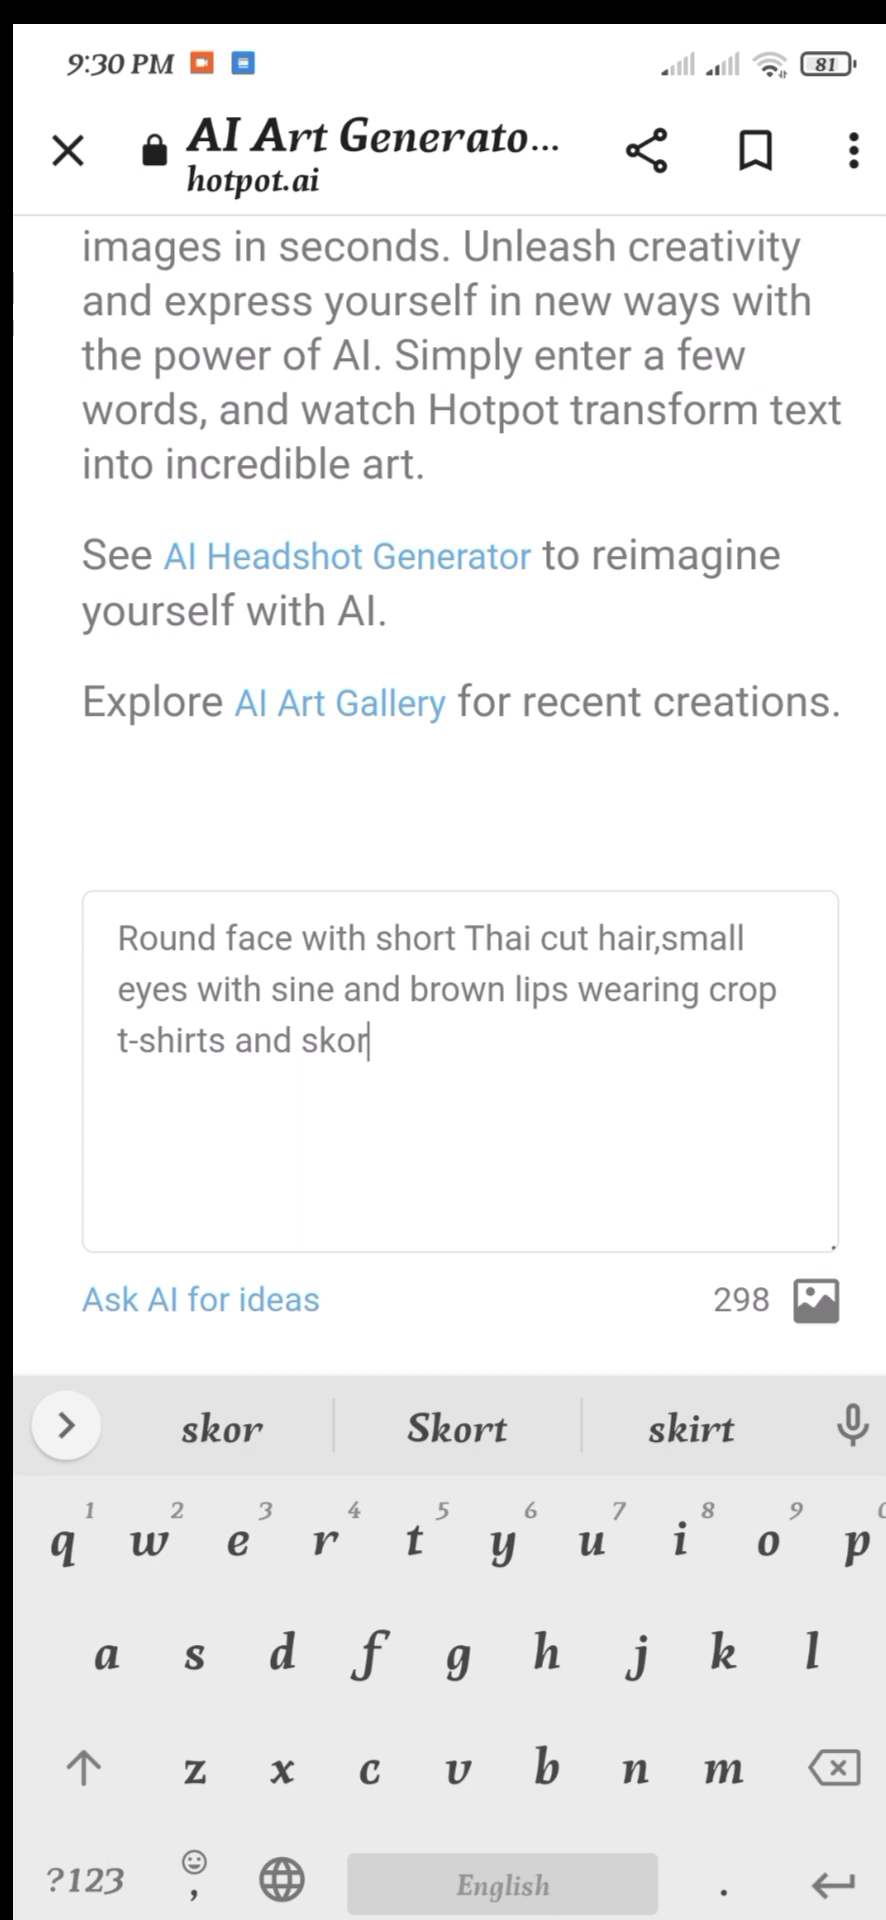 9:30 PM
81
AI Art Generato...
hotpot.ai
images in seconds. Unleash creativity
and express yourself in new ways with
the power of AI. Simply enter a few
words, and watch Hotpot transform text
into incredible art.
See AI Headshot Generator to reimagine
yourself with AI.
Explore AI Art Gallery for recent creations.
Round face with short Thai cut hair,small
eyes with sine and brown lips wearing crop
t-shirts and skor
Ask AI for ideas 298
skor Skort skirt
1 2 3 4 5 6 7 8 9 0
q w e r t y u i o p
a s d f g h j k l
z x c v b n m
?123 , English .